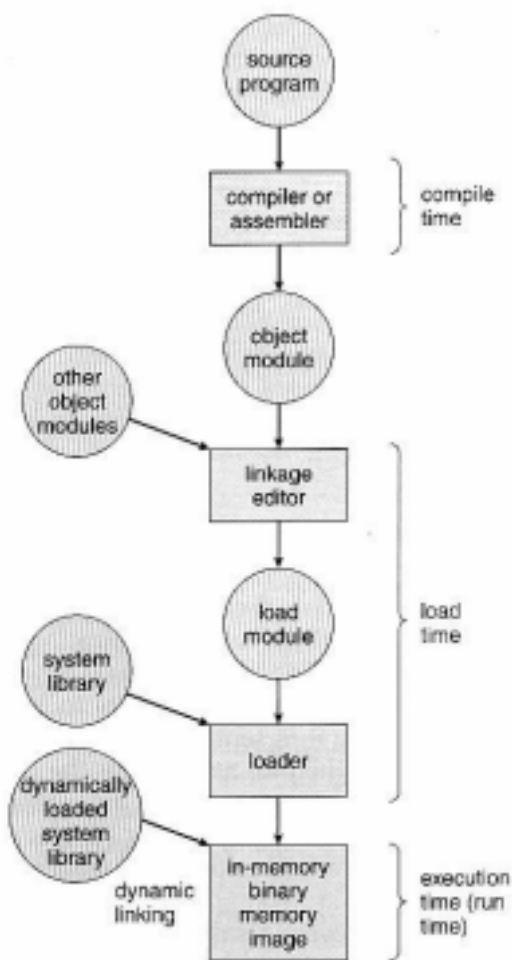 source
program
compiler or
assembler
compile
time
object
module
other
object
modules
linkage
editor
load
module
load
time
system
library
loader
dynamically
loaded
system
library
dynamic
linking
in-memory
binary
memory
image
execution
time (run
time)